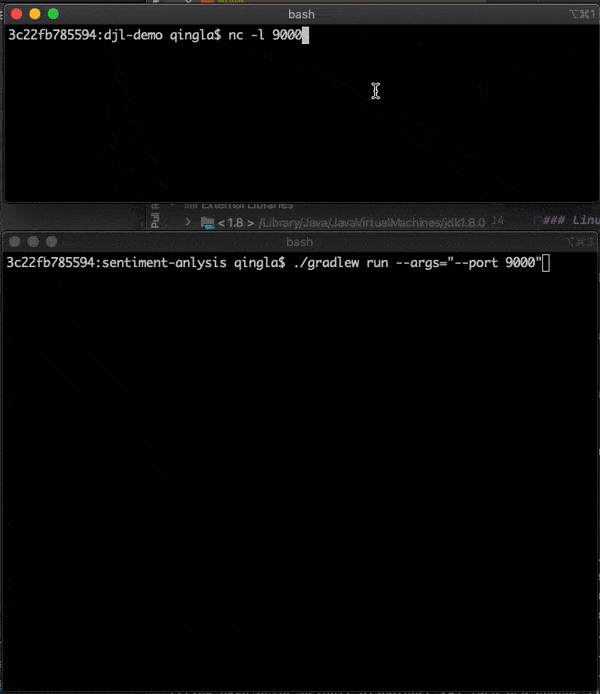 bash
⌥⌘1
3c22fb785594:djl-demo qingla$ nc -l 9000
External Libraries
< 1.8 > /Library/Java/JavaVirtualMachines/jdk1.8.0
14
### Linu
bash
3c22fb785594:sentiment-anlysis qingla$ ./gradlew run --args="--port 9000"